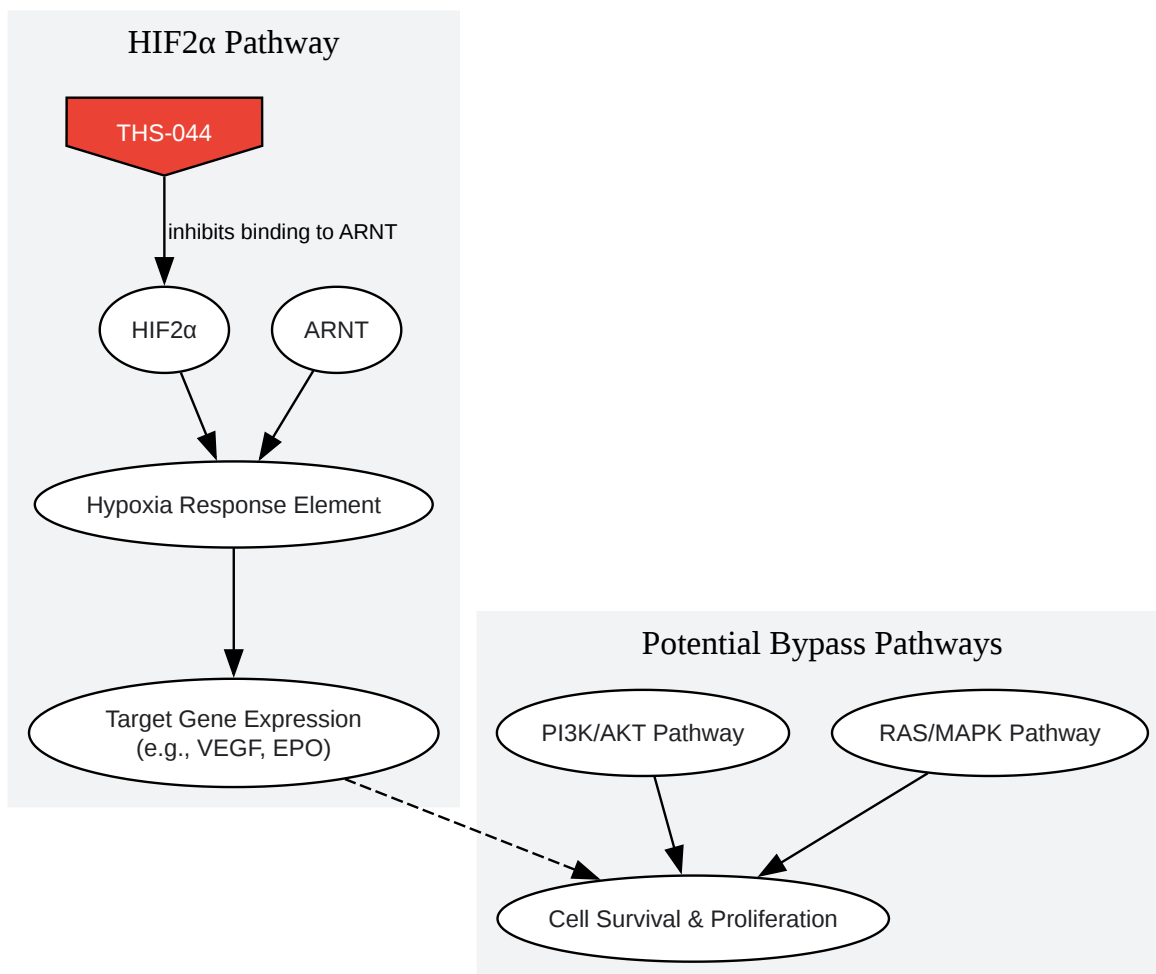 HIF2α Pathway
THS-044
inhibits binding to ARNT
HIF2α
ARNT
Hypoxia Response Element
Target Gene Expression
(e.g., VEGF, EPO)
Potential Bypass Pathways
PI3K/AKT Pathway
RAS/MAPK Pathway
Cell Survival & Proliferation